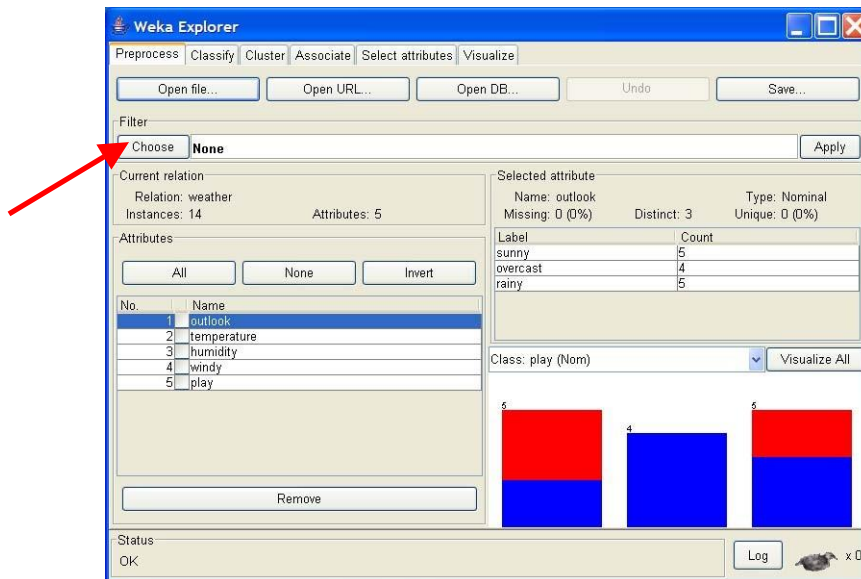 Weka Explorer
Preprocess Classify Cluster Associate Select attributes Visualize
Open file... Open URL... Open DB... Undo Save...
Filter
Choose None Apply
Current relation
Relation: weather
Instances: 14 Attributes: 5
Selected attribute
Name: outlook Type: Nominal
Missing: 0 (0%) Distinct: 3 Unique: 0 (0%)
Attributes
All None Invert
No. Name
1 outlook
2 temperature
3 humidity
4 windy
5 play
Remove
Label Count
sunny 5
overcast 4
rainy 5
Class: play (Nom) Visualize All
5 4 5
Status
OK
Log x 0